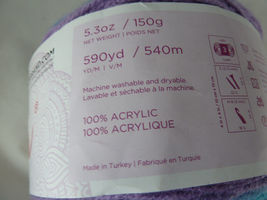 5.3oz / 150g
NET WEIGHT | POIDS NET
590yd / 540m
YD/M | V/M
Machine washable and dryable.
Lavable et séchable à la machine.
100% ACRYLIC
100% ACRYLIQUE
Made in Turkey | Fabriqué en Turquie